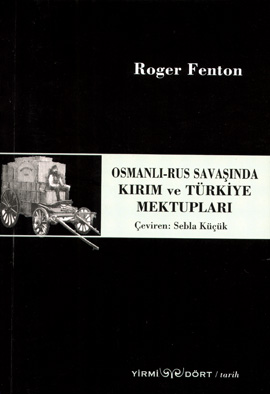 Roger Fenton
OSMANLI-RUS SAVAŞINDA
KIRIM ve TÜRKİYE
MEKTUPLARI
Çeviren: Sebla Küçük
YİRMİ DÖRT / tarih